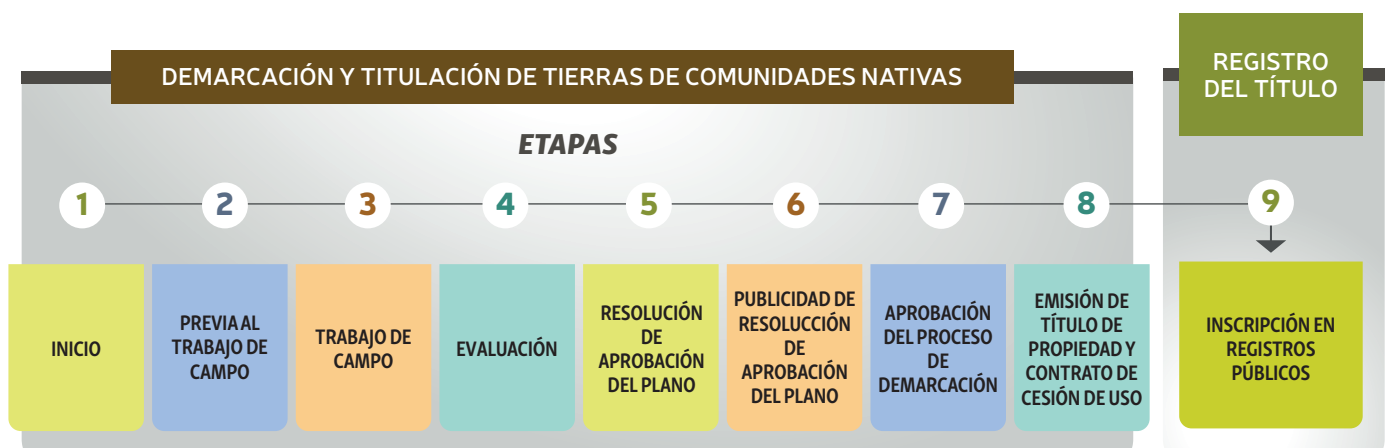 DEMARCACIÓN Y TITULACIÓN DE TIERRAS DE COMUNIDADES NATIVAS
REGISTRO
DEL TÍTULO
ETAPAS
1
2
3
4
5
6
7
8
9
INICIO
PREVIA AL
TRABAJO DE
CAMPO
TRABAJO DE
CAMPO
EVALUACIÓN
RESOLUCIÓN
DE
APROBACIÓN
DEL PLANO
PUBLICIDAD DE
RESOLUCCIÓN
DE
APROBACIÓN
DEL PLANO
APROBACIÓN
DEL PROCESO
DE
DEMARCACIÓN
EMISIÓN DE
TÍTULO DE
PROPIEDAD Y
CONTRATO DE
CESIÓN DE USO
INSCRIPCIÓN EN
REGISTROS
PÚBLICOS